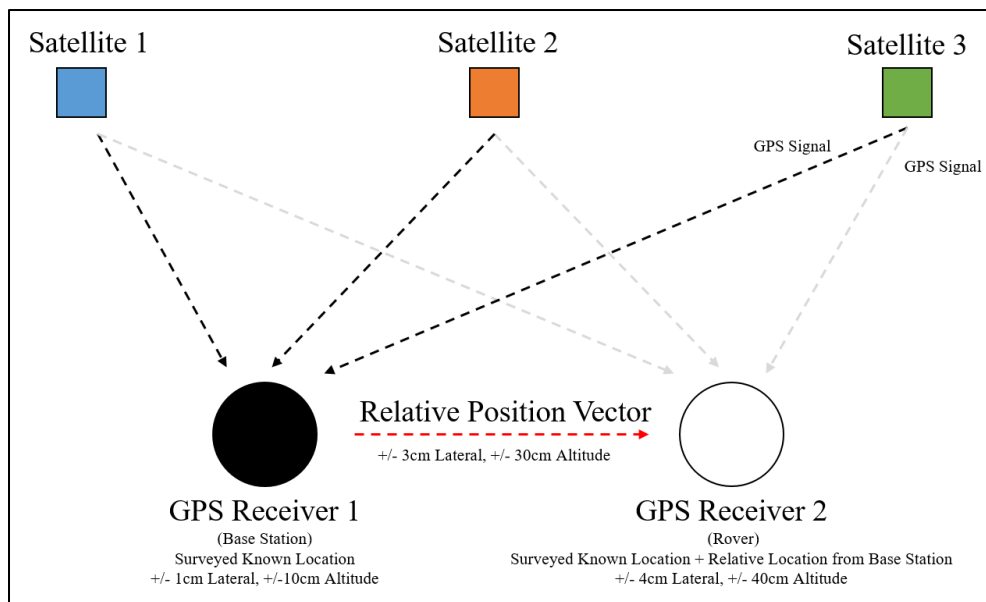 Satellite 1
Satellite 2
Satellite 3
GPS Signal
GPS Signal
Relative Position Vector
+/- 3cm Lateral, +/- 30cm Altitude
GPS Receiver 1
(Base Station)
Surveyed Known Location
+/- 1cm Lateral, +/-10cm Altitude
GPS Receiver 2
(Rover)
Surveyed Known Location + Relative Location from Base Station
+/- 4cm Lateral, +/- 40cm Altitude